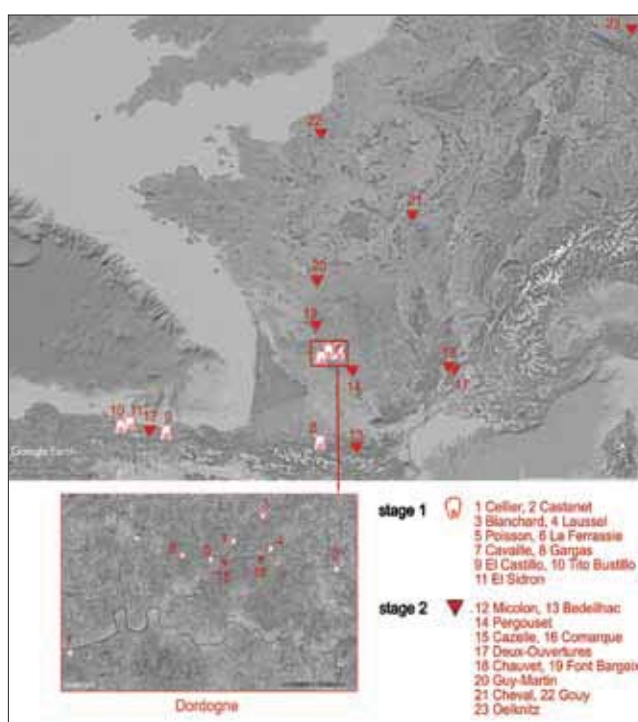 23
22
21
20
19
18
14
17
10
11
12
9
8
13
Google Earth
stage 1
1 Cellier, 2 Castanet
3 Blanchard, 4 Laussel
5 Poisson, 6 La Ferrassie
7 Cavaille, 8 Gargas
9 El Castillo, 10 Tito Bustillo
11 El Sidron
stage 2
12 Micolon, 13 Bedeilhac
14 Pergouset
15 Cazelle, 16 Comarque
17 Deux-Ouvertures
18 Chauvet, 19 Font Bargeix
20 Guy-Martin
21 Cheval, 22 Gouy
23 Oelknitz
Dordogne